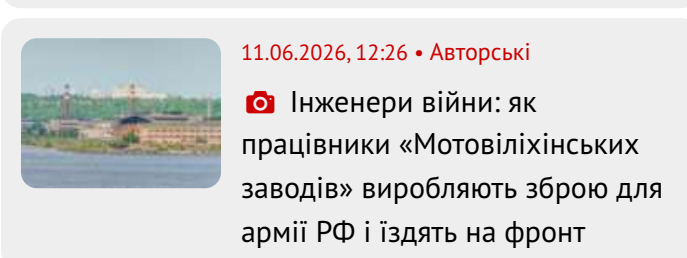 11.06.2026, 12:26 • Авторські
Інженери війни: як
працівники «Мотовіліхінських
заводів» виробляють зброю для
армії РФ і їздять на фронт